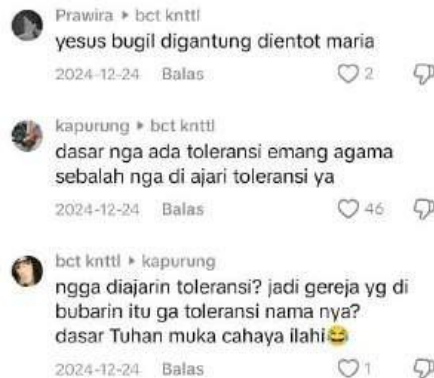 Prawira ▸ bct knttl
yesus bugil digantung dientot maria
2024-12-24 Balas 2
kapurung ▸ bct knttl
dasar nga ada toleransi emang agama
sebalah nga di ajari toleransi ya
2024-12-24 Balas 46
bct knttl ▸ kapurung
ngga diajarin toleransi? jadi gereja yg di
bubarin itu ga toleransi nama nya?
dasar Tuhan muka cahaya ilahi😂
2024-12-24 Balas 1